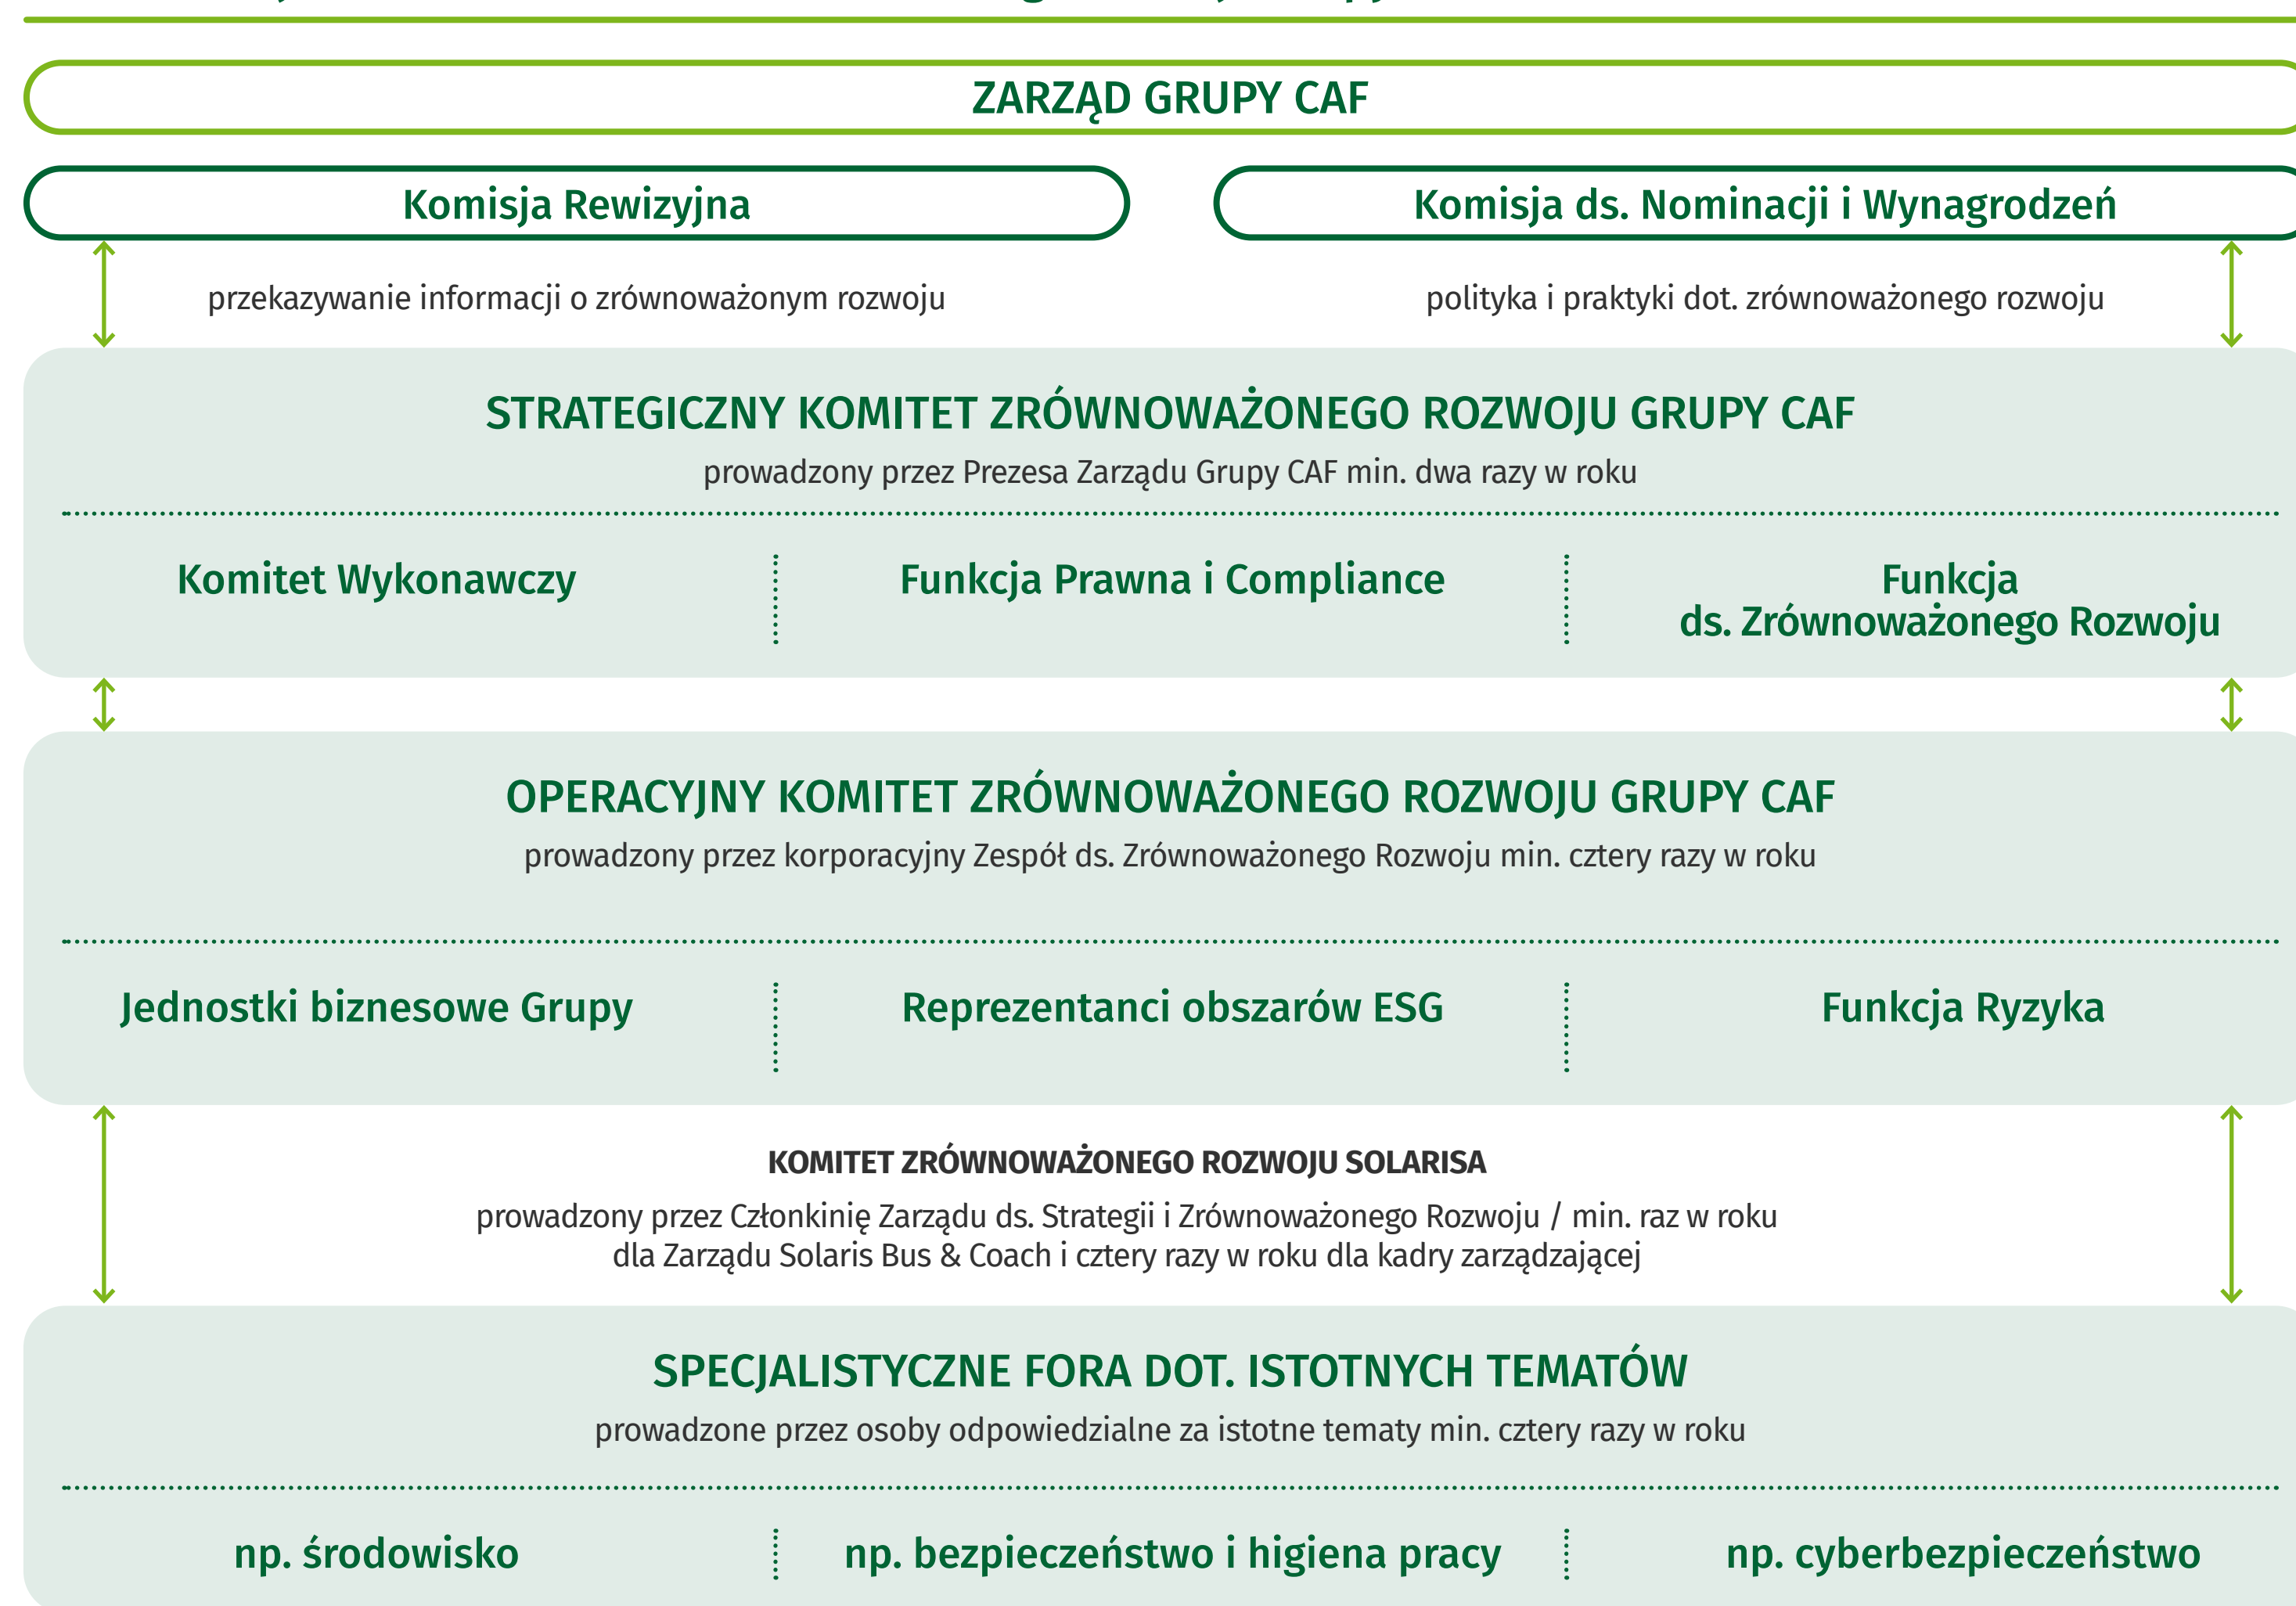 ZARZĄD GRUPY CAF
Komisja Rewizyjna
Komisja ds. Nominacji i Wynagrodzeń
przekazywanie informacji o zrównoważonym rozwoju
polityka i praktyki dot. zrównoważonego rozwoju
STRATEGICZNY KOMITET ZRÓWNOWAŻONEGO ROZWOJU GRUPY CAF
prowadzony przez Prezesa Zarządu Grupy CAF min. dwa razy w roku
Komitet Wykonawczy
Funkcja Prawna i Compliance
Funkcja
ds. Zrównoważonego Rozwoju
OPERACYJNY KOMITET ZRÓWNOWAŻONEGO ROZWOJU GRUPY CAF
prowadzony przez korporacyjny Zespół ds. Zrównoważonego Rozwoju min. cztery razy w roku
Jednostki biznesowe Grupy
Reprezentanci obszarów ESG
Funkcja Ryzyka
KOMITET ZRÓWNOWAŻONEGO ROZWOJU SOLARISA
prowadzony przez Członkinię Zarządu ds. Strategii i Zrównoważonego Rozwoju / min. raz w roku
dla Zarządu Solaris Bus & Coach i cztery razy w roku dla kadry zarządzającej
SPECJALISTYCZNE FORA DOT. ISTOTNYCH TEMATÓW
prowadzone przez osoby odpowiedzialne za istotne tematy min. cztery razy w roku
np. środowisko
np. bezpieczeństwo i higiena pracy
np. cyberbezpieczeństwo